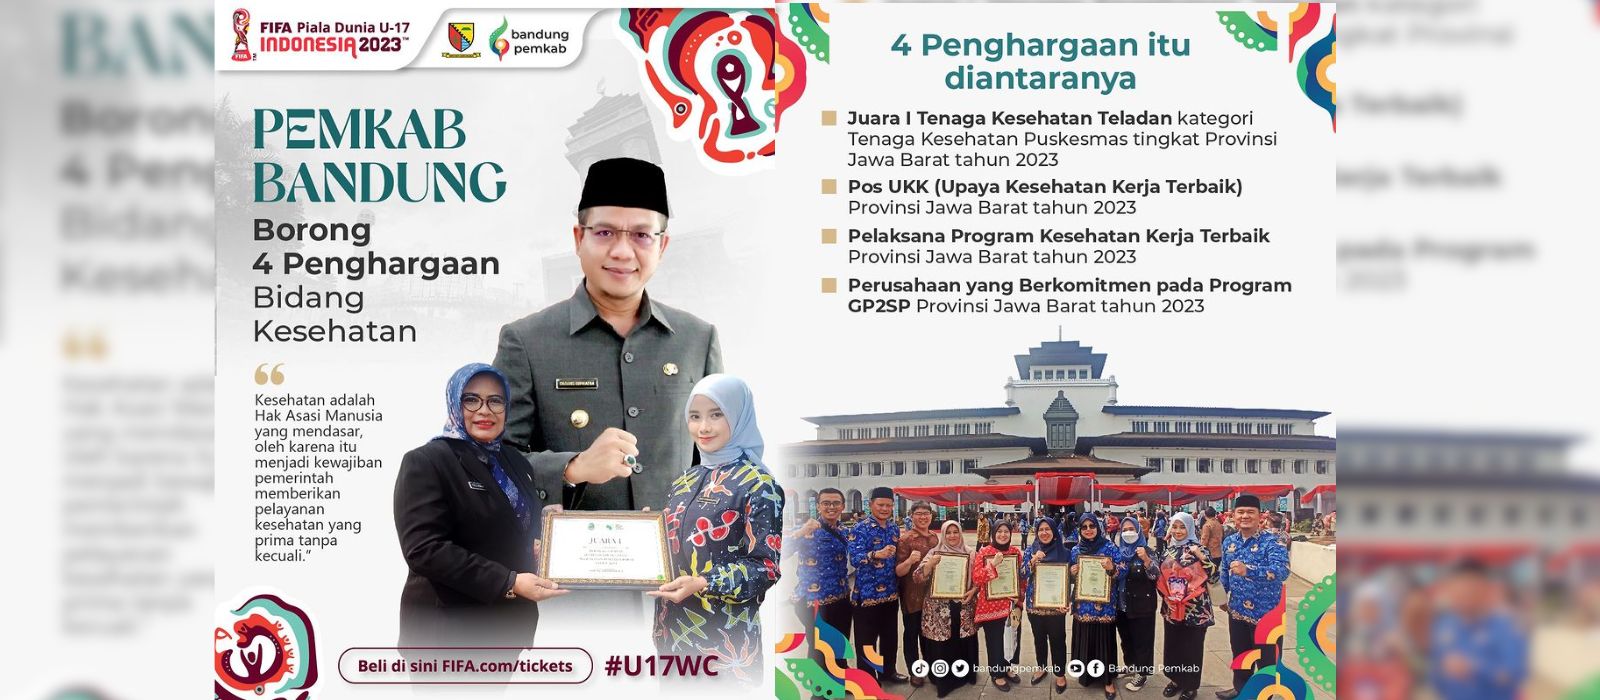 FIFA Piala Dunia U-17
INDONESIA 2023™
FIFA
bandung
pemkab
PEMKAB
BANDUNG
Borong
4 Penghargaan
Bidang
Kesehatan
Kesehatan adalah
Hak Asasi Manusia
yang mendasar,
oleh karena itu
menjadi kewajiban
pemerintah
memberikan
pelayanan
kesehatan yang
prima tanpa
kecuali.”
JUARA I
Beli di sini FIFA.com/tickets
#U17WC
4 Penghargaan itu
diantaranya
Juara I Tenaga Kesehatan Teladan kategori
Tenaga Kesehatan Puskesmas tingkat Provinsi
Jawa Barat tahun 2023
Pos UKK (Upaya Kesehatan Kerja Terbaik)
Provinsi Jawa Barat tahun 2023
Pelaksana Program Kesehatan Kerja Terbaik
Provinsi Jawa Barat tahun 2023
Perusahaan yang Berkomitmen pada Program
GP2SP Provinsi Jawa Barat tahun 2023
bandungpemkab
Bandung Pemkab